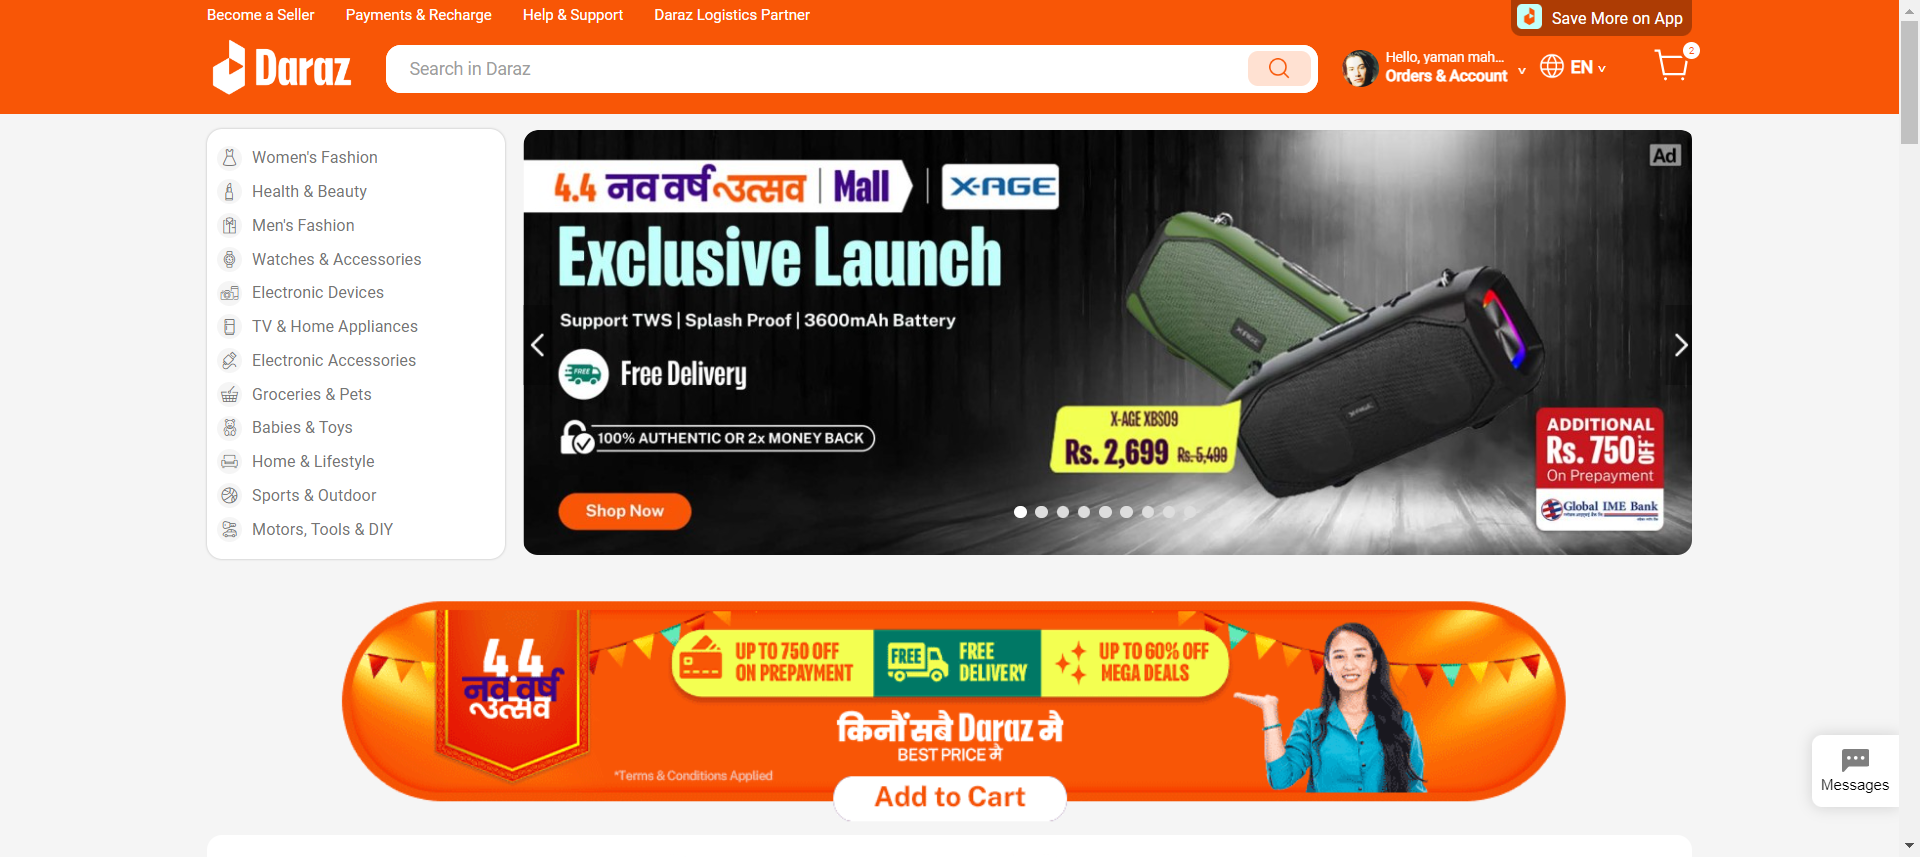 Become a Seller
Payments & Recharge
Help & Support
Daraz Logistics Partner
Save More on App
Daraz
Search in Daraz
Hello, yaman mah...
Orders & Account
EN
2
Women's Fashion
Health & Beauty
Men's Fashion
Watches & Accessories
Electronic Devices
TV & Home Appliances
Electronic Accessories
Groceries & Pets
Babies & Toys
Home & Lifestyle
Sports & Outdoor
Motors, Tools & DIY
Ad
4.4 नव वर्ष उत्सव | Mall | X-AGE
Exclusive Launch
Support TWS | Splash Proof | 3600mAh Battery
FREE
Free Delivery
100% AUTHENTIC OR 2x MONEY BACK
Shop Now
X-AGE
X-AGE
X-AGE XBS09
Rs. 2,699 Rs. 5,499
ADDITIONAL
Rs. 750 OFF*
On Prepayment
Global IME Bank
4.4
नव वर्ष
उत्सव
UP TO 750 OFF
ON PREPAYMENT
FREE
FREE
DELIVERY
UP TO 60% OFF
MEGA DEALS
किनौं सबै Daraz मै
BEST PRICE मै
*Terms & Conditions Applied
Add to Cart
Messages